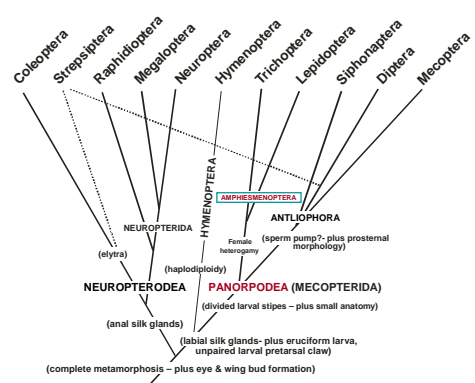 Coleoptera
Strepsiptera
Raphidioptera
Megaloptera
Neuroptera
Hymenoptera
Trichoptera
Lepidoptera
Siphonaptera
Diptera
Mecoptera
HYMENOPTERA
AMPHIESMENOPTERA
NEUROPTERIDA
ANTLIOPHORA
Female
heterogamy
(sperm pump?- plus prosternal
morphology)
(elytra)
(haplodiploidy)
NEUROPTERODEA
PANORPODEA (MECOPTERIDA)
(divided larval stipes – plus small anatomy)
(anal silk glands)
(labial silk glands- plus eruciform larva,
unpaired larval pretarsal claw)
(complete metamorphosis – plus eye & wing bud formation)